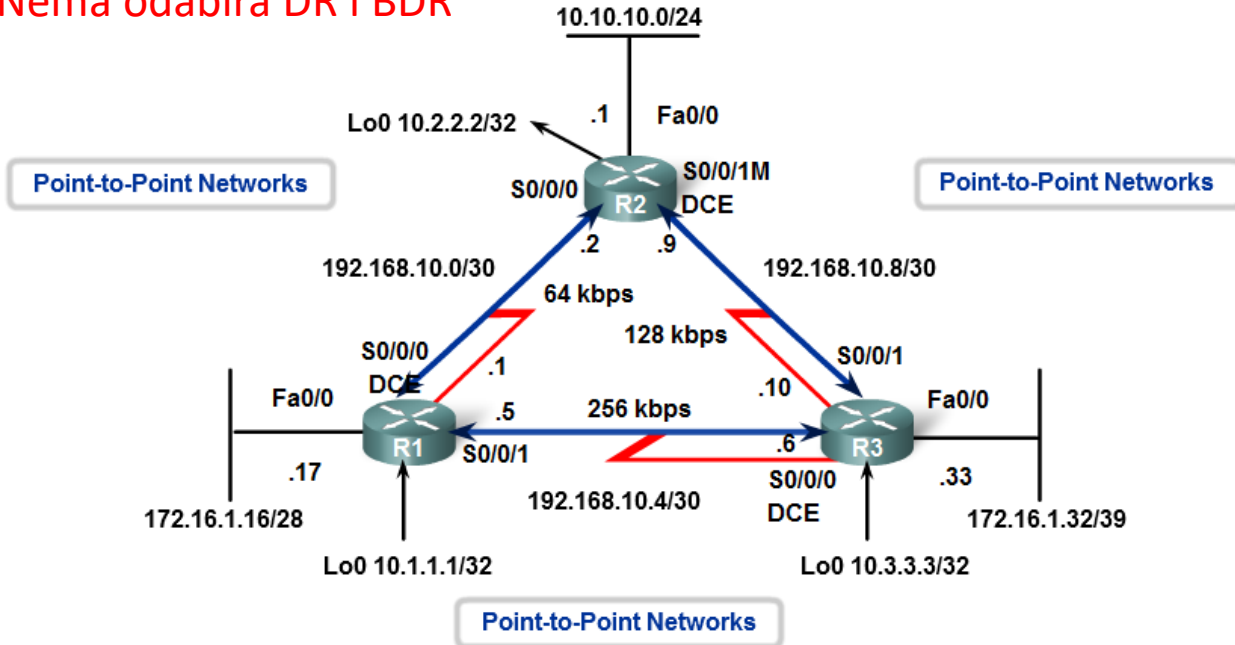 Nema odabira DR i BDR
10.10.10.0/24
.1
Fa0/0
Lo0 10.2.2.2/32
Point-to-Point Networks
S0/0/0
S0/0/1M
DCE
R2
Point-to-Point Networks
.2
.9
192.168.10.0/30
192.168.10.8/30
64 kbps
128 kbps
S0/0/0
DCE
.1
S0/0/1
.10
Fa0/0
.5
256 kbps
Fa0/0
R1
S0/0/1
.6
R3
.17
192.168.10.4/30
S0/0/0
DCE
.33
172.16.1.16/28
172.16.1.32/39
Lo0 10.1.1.1/32
Lo0 10.3.3.3/32
Point-to-Point Networks